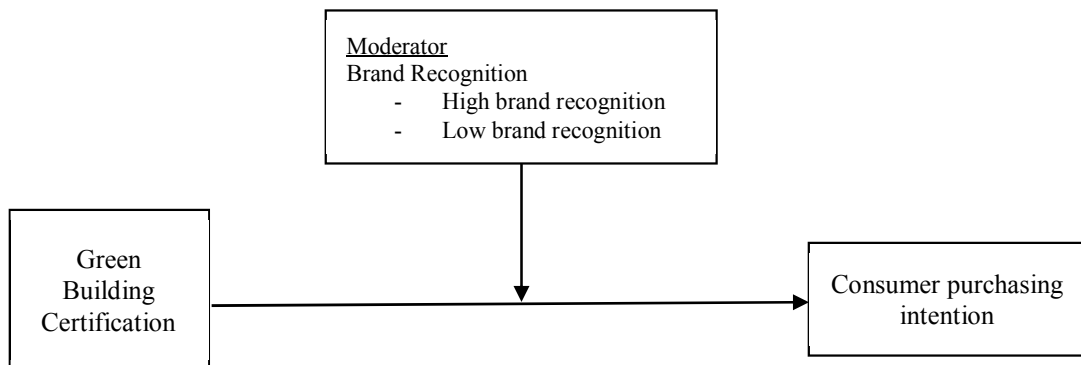 Moderator
Brand Recognition
- High brand recognition
- Low brand recognition
Green
Building
Certification
Consumer purchasing
intention